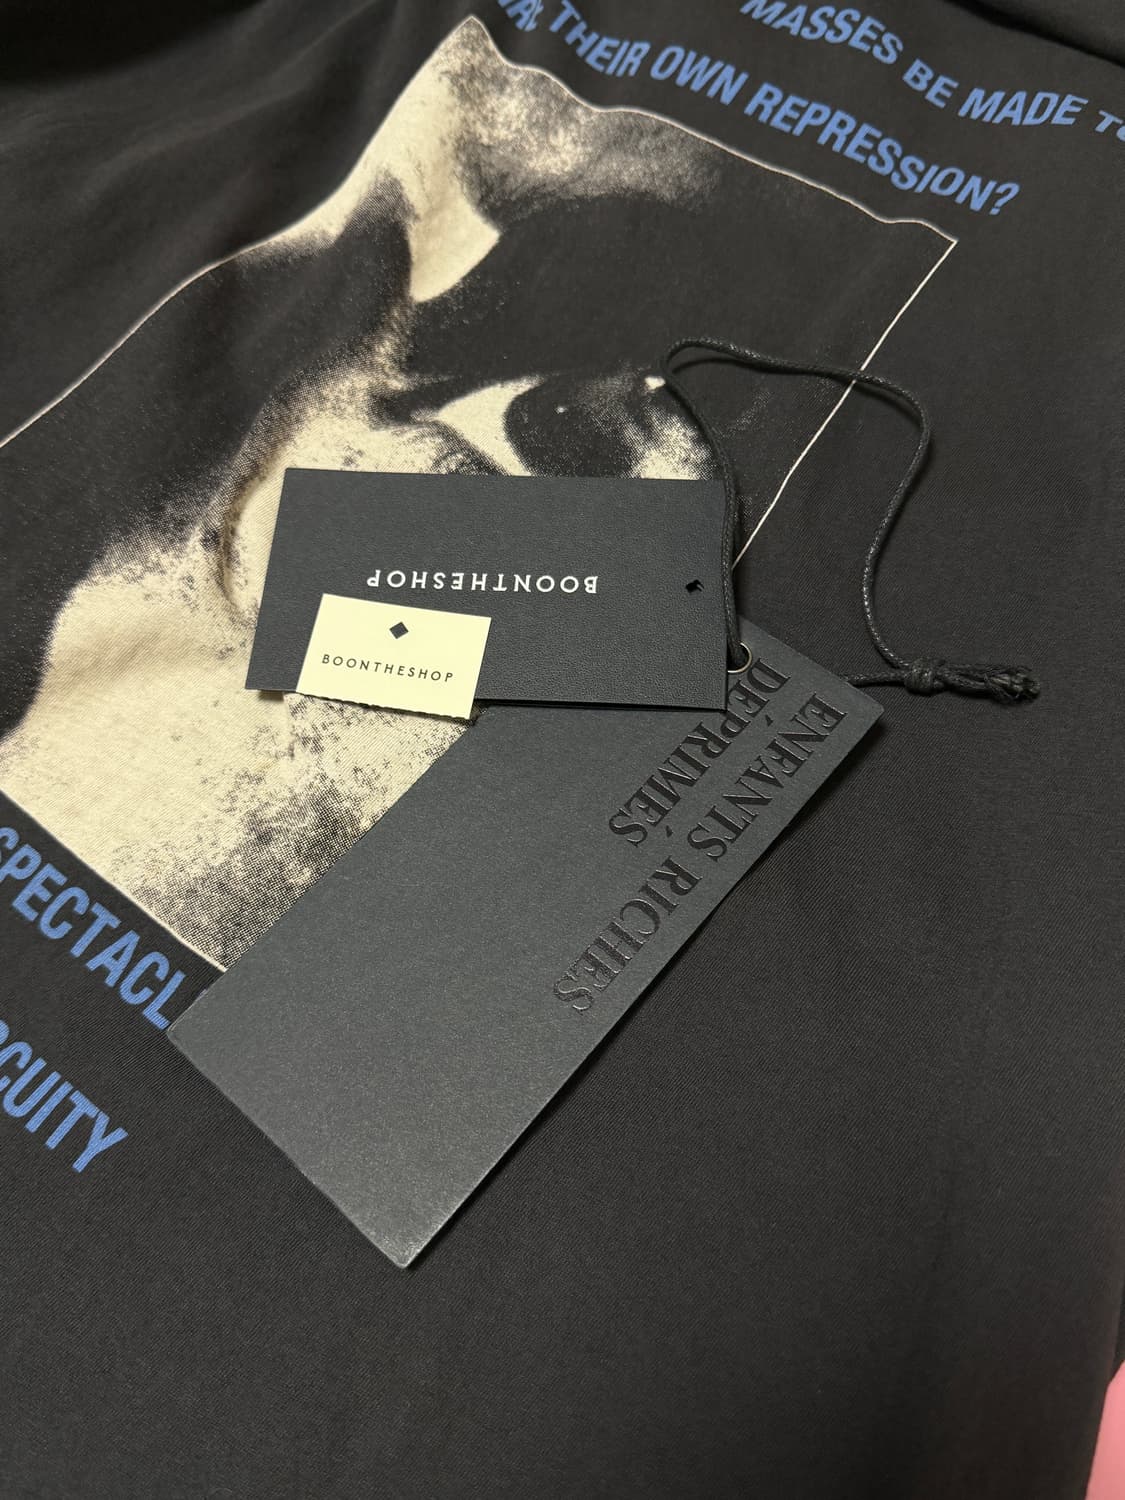 MASSES BE MADE
THEIR OWN REPRESSION?
BOONTHESHOP
BOONTHESHOP
ENFANTS RICHES
DÉPRIMÉS
SPECTACL
CUITY